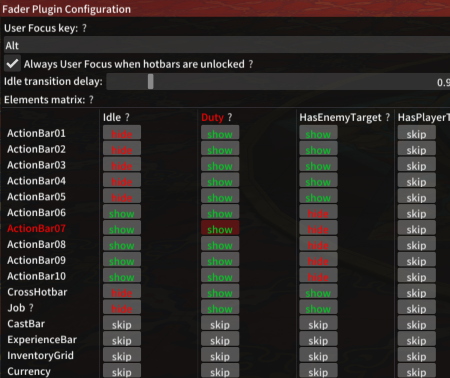 Fader Plugin Configuration
User Focus key: ?
Alt
Always User Focus when hotbars are unlocked ?
Idle transition delay: 0.9
Elements matrix: ?
Idle ? Duty ? HasEnemyTarget ? HasPlayerT
ActionBar01 hide show show skip
ActionBar02 hide show show skip
ActionBar03 hide show show skip
ActionBar04 hide show show skip
ActionBar05 hide show show skip
ActionBar06 show show hide skip
ActionBar07 show show hide skip
ActionBar08 show show hide skip
ActionBar09 show show hide skip
ActionBar10 show show hide skip
CrossHotbar hide show show skip
Job ? hide show show skip
CastBar skip skip skip skip
ExperienceBar skip skip skip skip
InventoryGrid skip skip skip skip
Currency skip skip skip skip